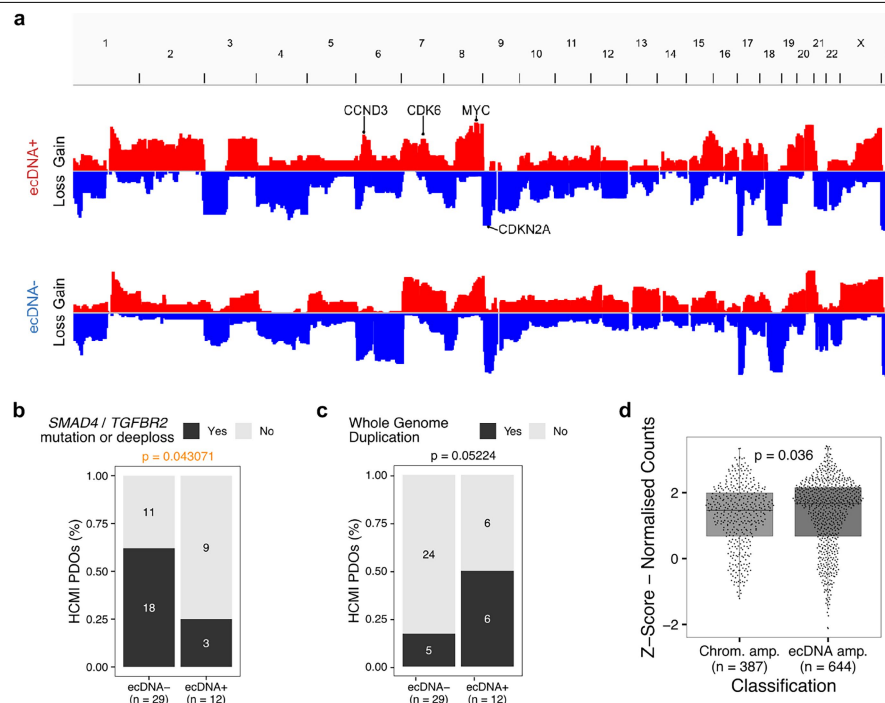 a
1 2 3 4 5 6 7 8 9 10 11 12 13 14 15 16 17 18 19 20 21 22 X
CCND3 CDK6 MYC
ecDNA+
Loss Gain
CDKN2A
ecDNA-
Loss Gain
b
SMAD4 / TGFBR2
mutation or deeploss
Yes No
p = 0.043071
HCMI PDOs (%)
1.00
0.75
0.50
0.25
0.00
11
18
9
3
ecDNA−
(n = 29)
ecDNA+
(n = 12)
c
Whole Genome
Duplication
Yes No
p = 0.05224
HCMI PDOs (%)
1.00
0.75
0.50
0.25
0.00
24
5
6
6
ecDNA−
(n = 29)
ecDNA+
(n = 12)
d
p = 0.036
Z−Score − Normalised Counts
2
0
−2
Chrom. amp.
(n = 387)
ecDNA amp.
(n = 644)
Classification